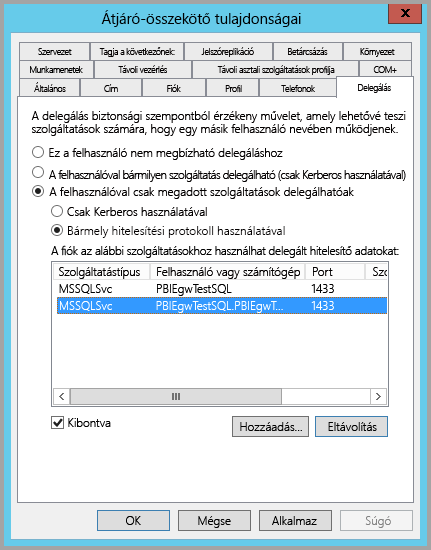 Átjáró-összekötő tulajdonságai
x
Szervezet Tagja a következőnek: Jelszóreplikáció Betárcsázás Környezet
Munkamenetek Távoli vezérlés Távoli asztali szolgáltatások profilja COM+
Általános Cím Fiók Profil Telefonok Delegálás
A delegálás biztonsági szempontból érzékeny művelet, amely lehetővé teszi
szolgáltatások számára, hogy egy másik felhasználó nevében működjenek.
Ez a felhasználó nem megbízható delegáláshoz
A felhasználóval bármilyen szolgáltatás delegálható (csak Kerberos használatával)
A felhasználóval csak megadott szolgáltatások delegálhatóak
Csak Kerberos használatával
Bármely hitelesítési protokoll használatával
A fiók az alábbi szolgáltatásokhoz használhat delegált hitelesítő adatokat:
Szolgáltatástípus Felhasználó vagy számítógép Port Szo
MSSQLSvc PBIEgwTestSQL 1433
MSSQLSvc PBIEgwTestSQL.PBIEgwT... 1433
Kibontva Hozzáadás... Eltávolítás
OK Mégse Alkalmaz Súgó